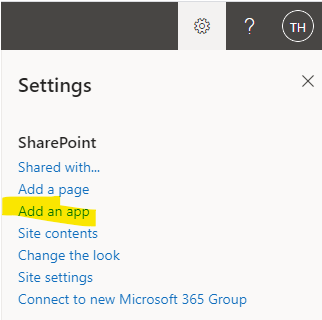 ? TH
Settings
SharePoint
Shared with...
Add a page
Add an app
Site contents
Change the look
Site settings
Connect to new Microsoft 365 Group